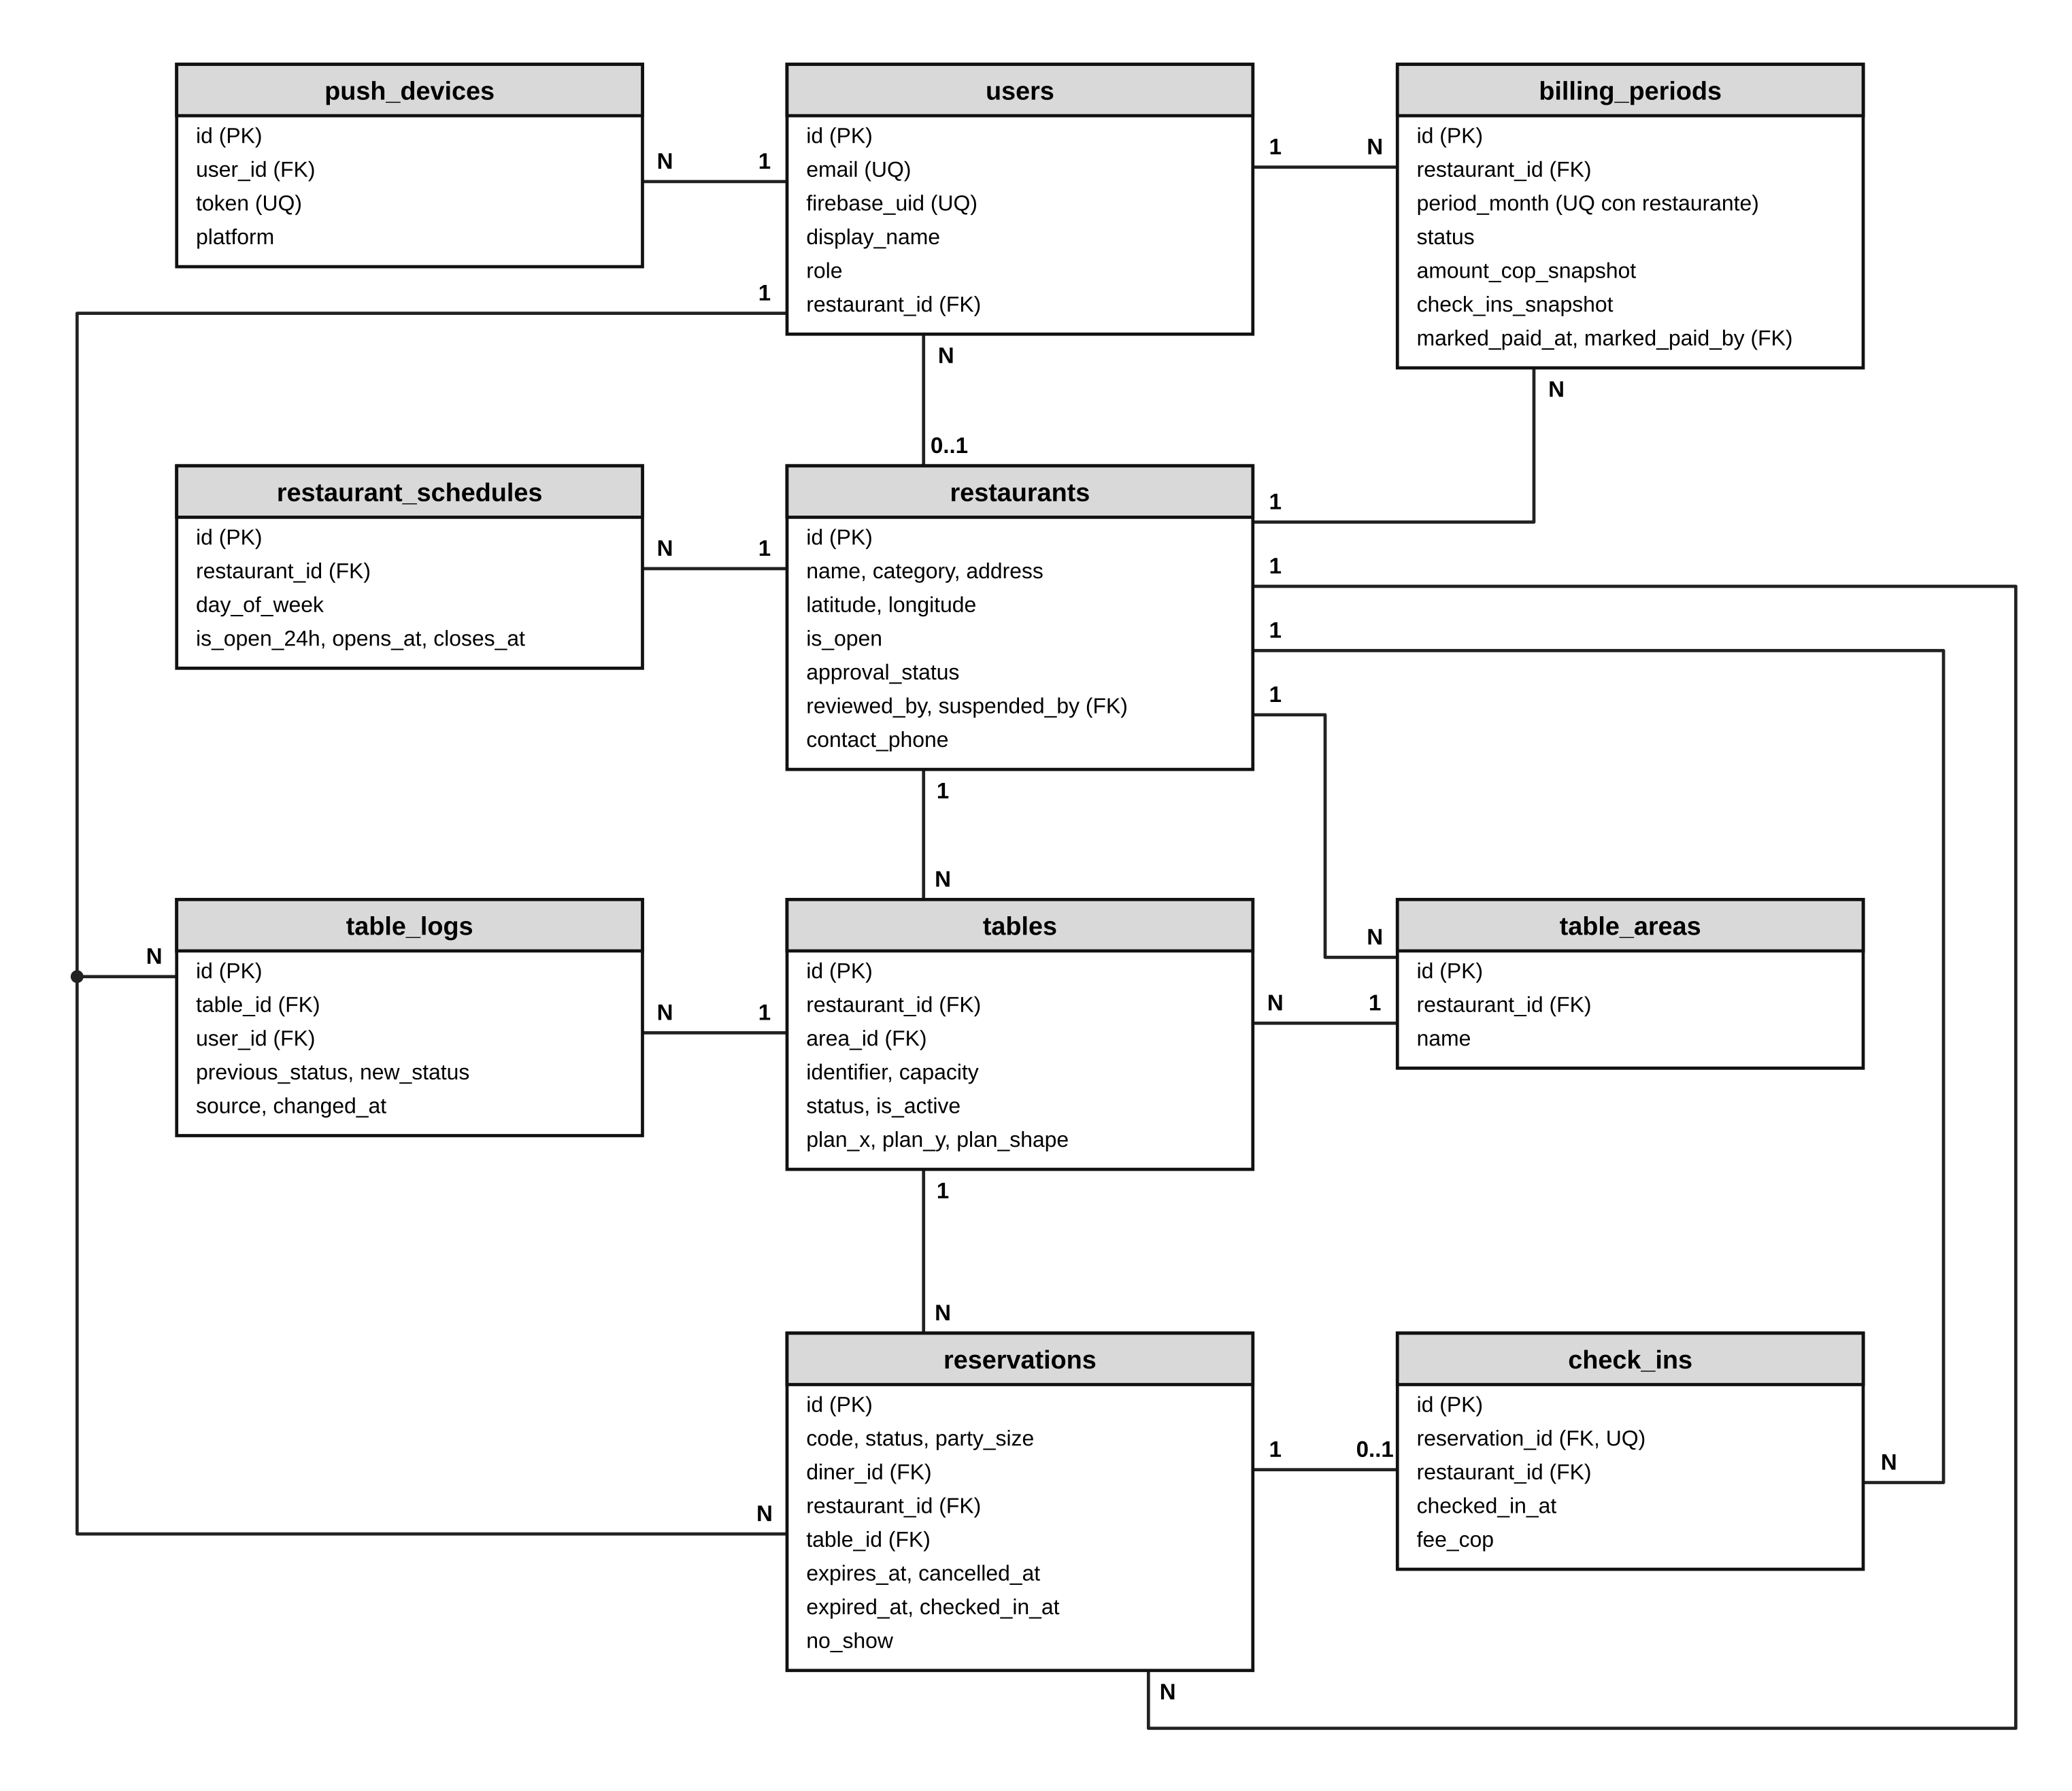 push_devices
id (PK)
user_id (FK)
token (UQ)
platform
N
1
users
id (PK)
email (UQ)
firebase_uid (UQ)
display_name
role
restaurant_id (FK)
1
N
billing_periods
id (PK)
restaurant_id (FK)
period_month (UQ con restaurante)
status
amount_cop_snapshot
check_ins_snapshot
marked_paid_at, marked_paid_by (FK)
1
N
0..1
N
1
restaurant_schedules
id (PK)
restaurant_id (FK)
day_of_week
is_open_24h, opens_at, closes_at
N
1
restaurants
id (PK)
name, category, address
latitude, longitude
is_open
approval_status
reviewed_by, suspended_by (FK)
contact_phone
1
1
1
1
N
N
table_logs
id (PK)
table_id (FK)
user_id (FK)
previous_status, new_status
source, changed_at
N
1
tables
id (PK)
restaurant_id (FK)
area_id (FK)
identifier, capacity
status, is_active
plan_x, plan_y, plan_shape
N
N
1
table_areas
id (PK)
restaurant_id (FK)
name
1
N
reservations
id (PK)
code, status, party_size
diner_id (FK)
restaurant_id (FK)
table_id (FK)
expires_at, cancelled_at
expired_at, checked_in_at
no_show
N
1
0..1
check_ins
id (PK)
reservation_id (FK, UQ)
restaurant_id (FK)
checked_in_at
fee_cop
N
N